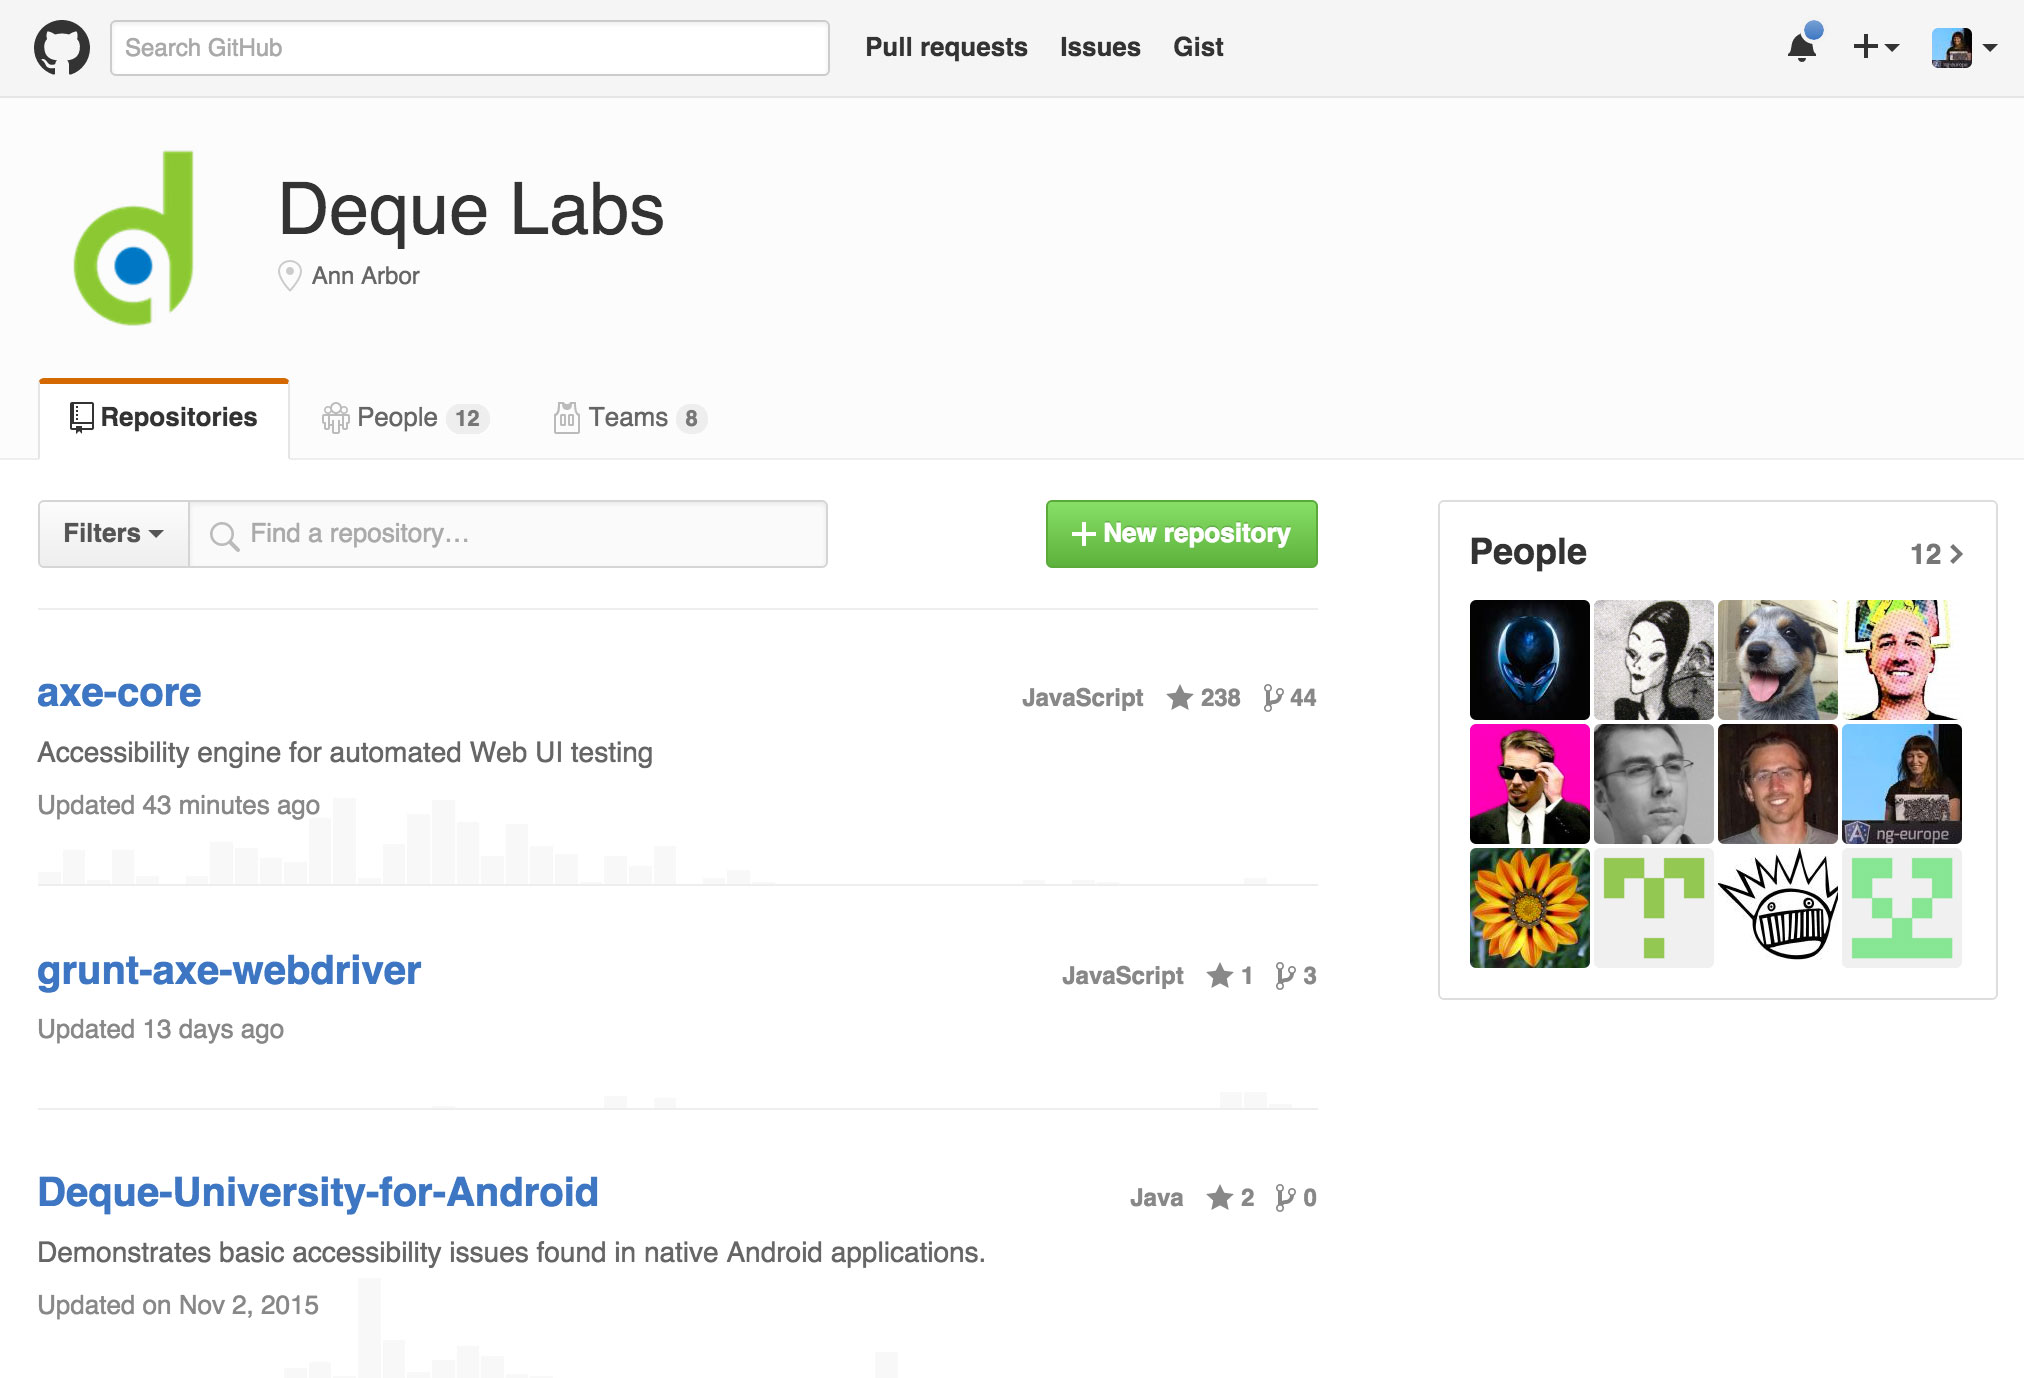 Search GitHub
Pull requests Issues Gist
Deque Labs
Ann Arbor
Repositories People 12 Teams 8
Filters Find a repository…
New repository
People 12
axe-core
JavaScript 238 44
Accessibility engine for automated Web UI testing
Updated 43 minutes ago
ng-europe
grunt-axe-webdriver
JavaScript 1 3
Updated 13 days ago
Deque-University-for-Android
Java 2 0
Demonstrates basic accessibility issues found in native Android applications.
Updated on Nov 2, 2015